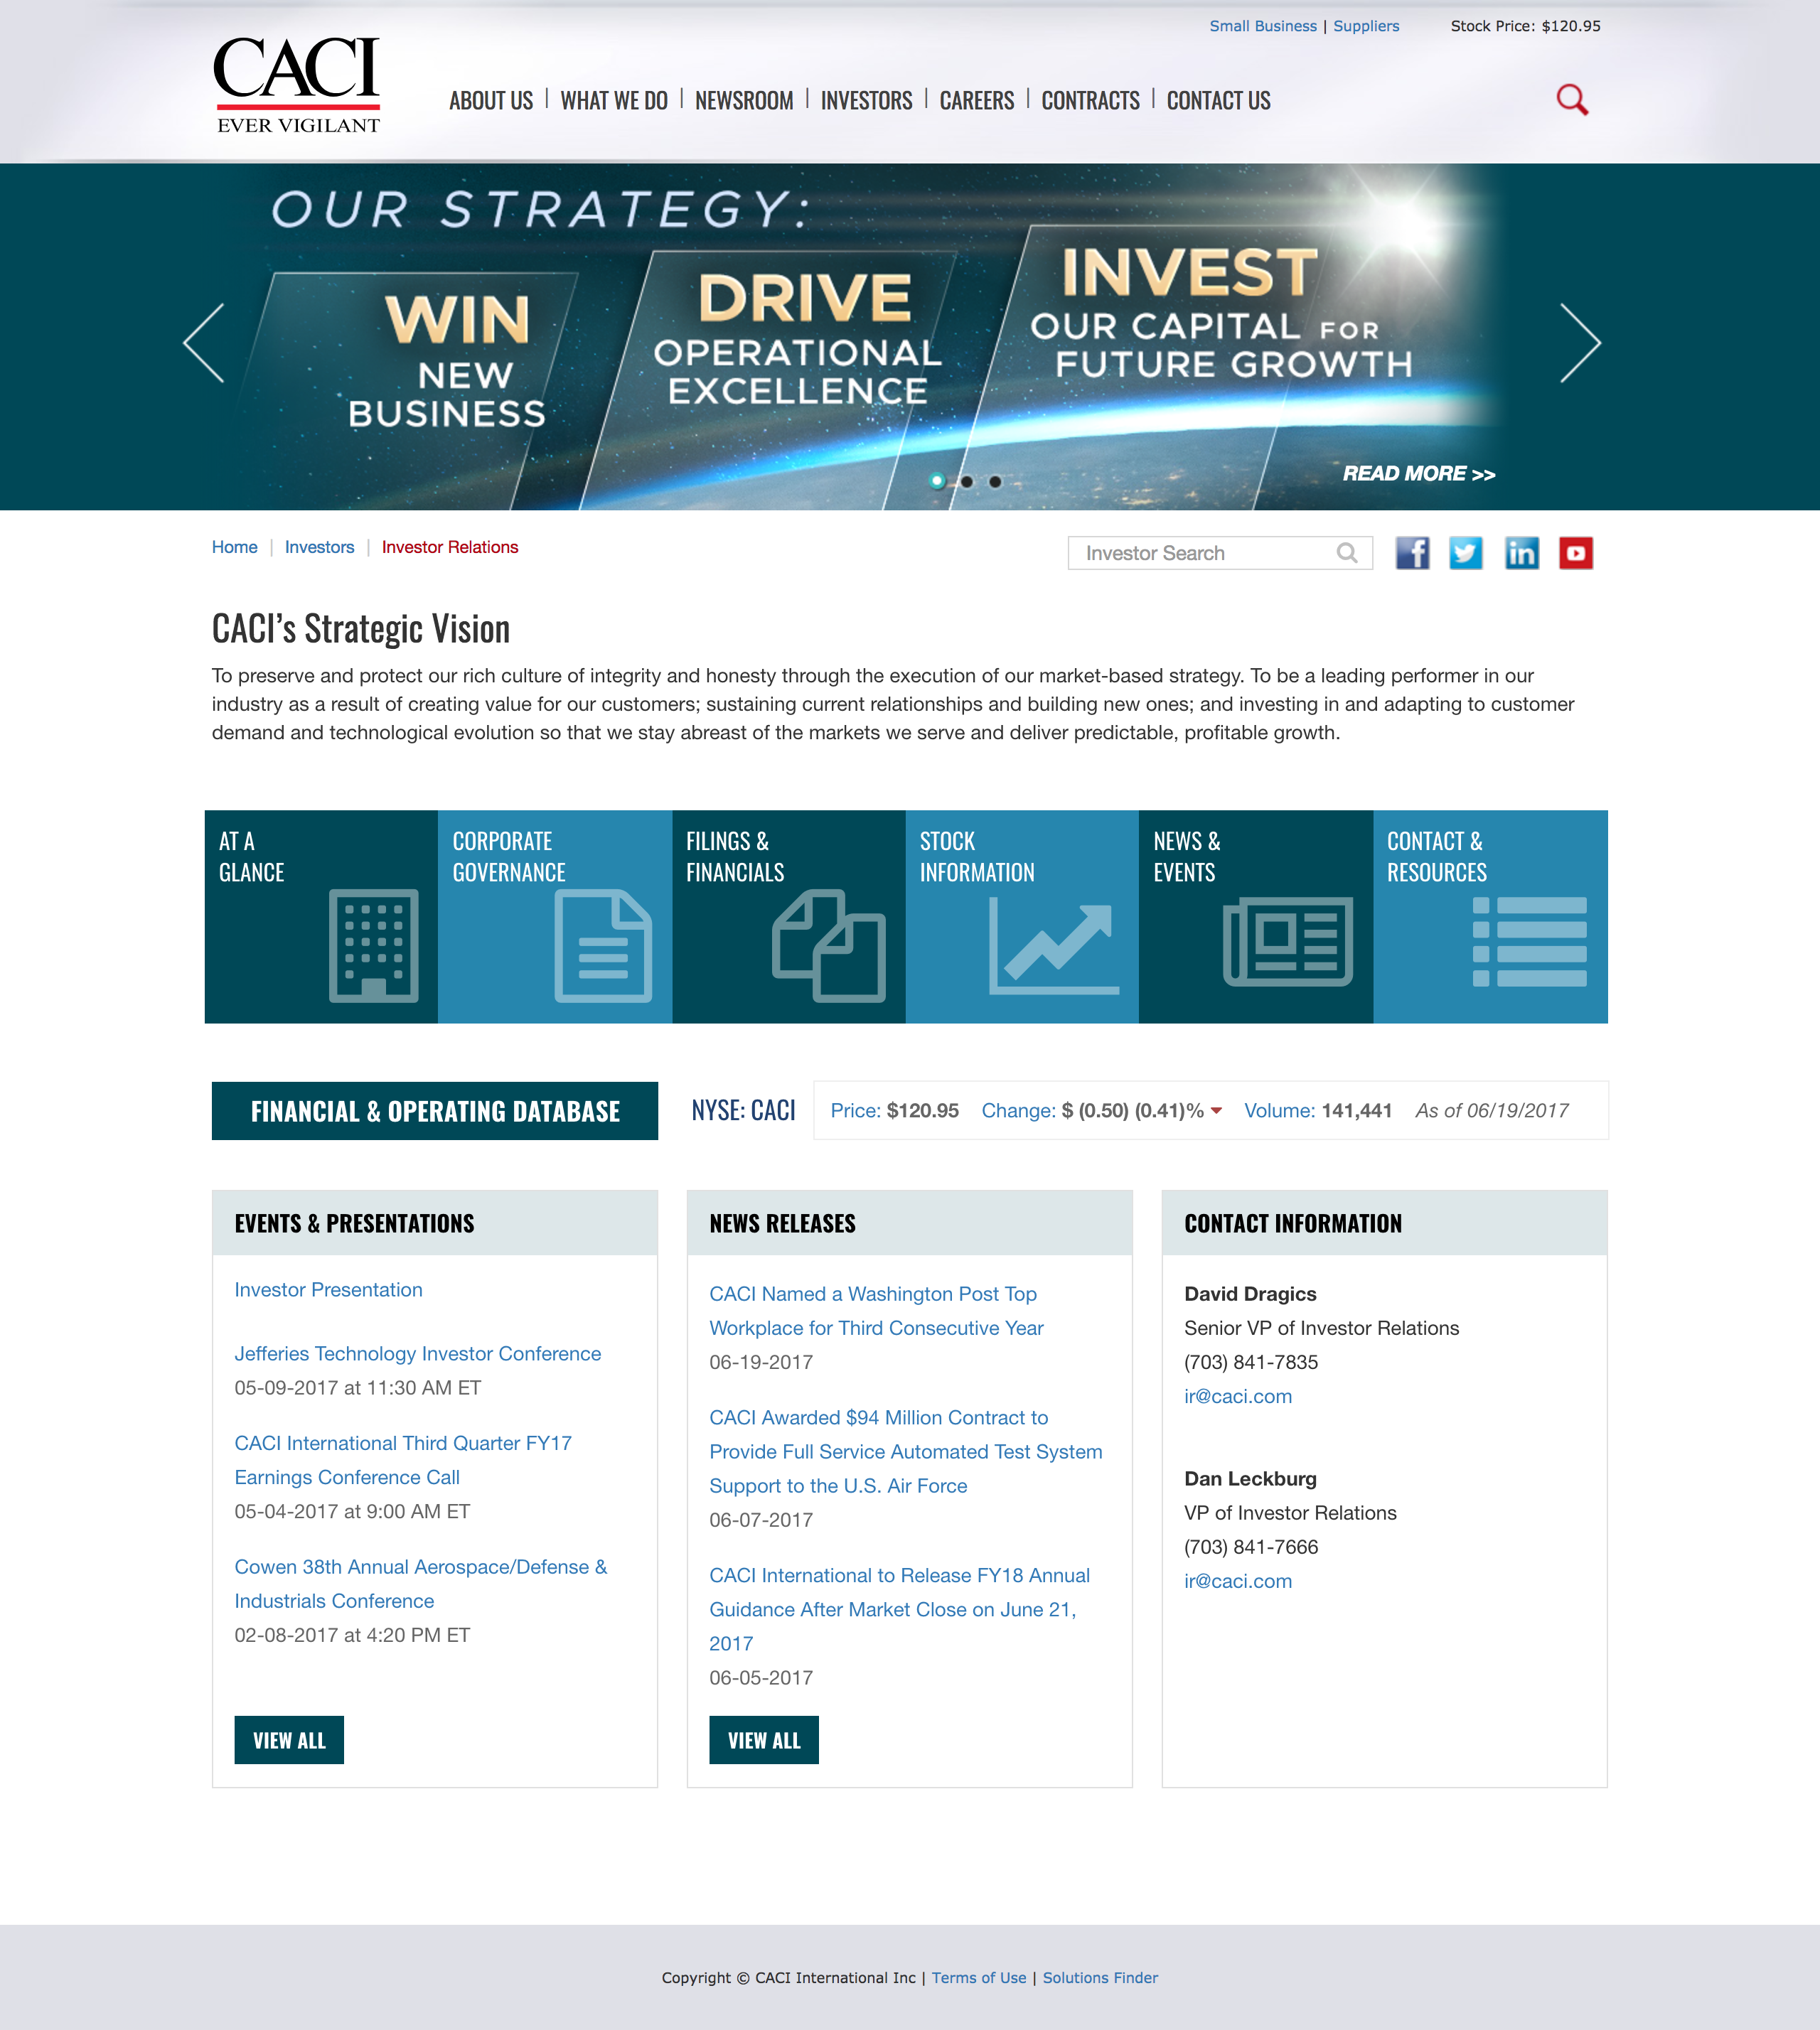 Small Business | Suppliers
Stock Price: $120.95
CACI
EVER VIGILANT
ABOUT US | WHAT WE DO | NEWSROOM | INVESTORS | CAREERS | CONTRACTS | CONTACT US
OUR STRATEGY:
WIN
NEW
BUSINESS
DRIVE
OPERATIONAL
EXCELLENCE
INVEST
OUR CAPITAL FOR
FUTURE GROWTH
READ MORE >>
Home | Investors | Investor Relations
Investor Search
CACI’s Strategic Vision
To preserve and protect our rich culture of integrity and honesty through the execution of our market-based strategy. To be a leading performer in our
industry as a result of creating value for our customers; sustaining current relationships and building new ones; and investing in and adapting to customer
demand and technological evolution so that we stay abreast of the markets we serve and deliver predictable, profitable growth.
AT A
GLANCE
CORPORATE
GOVERNANCE
FILINGS &
FINANCIALS
STOCK
INFORMATION
NEWS &
EVENTS
CONTACT &
RESOURCES
FINANCIAL & OPERATING DATABASE
NYSE: CACI
Price: $120.95 Change: $ (0.50) (0.41)% Volume: 141,441 As of 06/19/2017
EVENTS & PRESENTATIONS
Investor Presentation
Jefferies Technology Investor Conference
05-09-2017 at 11:30 AM ET
CACI International Third Quarter FY17
Earnings Conference Call
05-04-2017 at 9:00 AM ET
Cowen 38th Annual Aerospace/Defense &
Industrials Conference
02-08-2017 at 4:20 PM ET
VIEW ALL
NEWS RELEASES
CACI Named a Washington Post Top
Workplace for Third Consecutive Year
06-19-2017
CACI Awarded $94 Million Contract to
Provide Full Service Automated Test System
Support to the U.S. Air Force
06-07-2017
CACI International to Release FY18 Annual
Guidance After Market Close on June 21,
2017
06-05-2017
VIEW ALL
CONTACT INFORMATION
David Dragics
Senior VP of Investor Relations
(703) 841-7835
ir@caci.com
Dan Leckburg
VP of Investor Relations
(703) 841-7666
ir@caci.com
Copyright © CACI International Inc | Terms of Use | Solutions Finder